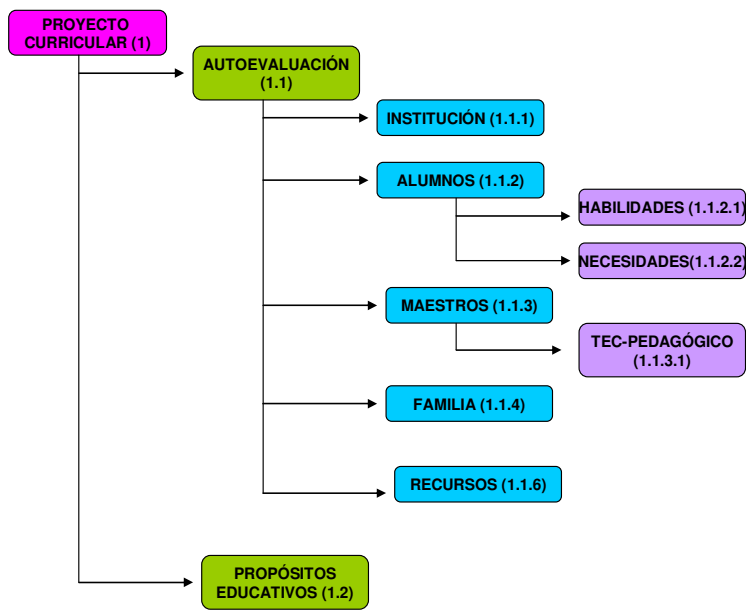 PROYECTO
CURRICULAR (1)
AUTOEVALUACIÓN
(1.1)
INSTITUCIÓN (1.1.1)
ALUMNOS (1.1.2)
HABILIDADES (1.1.2.1)
NECESIDADES(1.1.2.2)
MAESTROS (1.1.3)
TEC-PEDAGÓGICO
(1.1.3.1)
FAMILIA (1.1.4)
RECURSOS (1.1.6)
PROPÓSITOS
EDUCATIVOS (1.2)